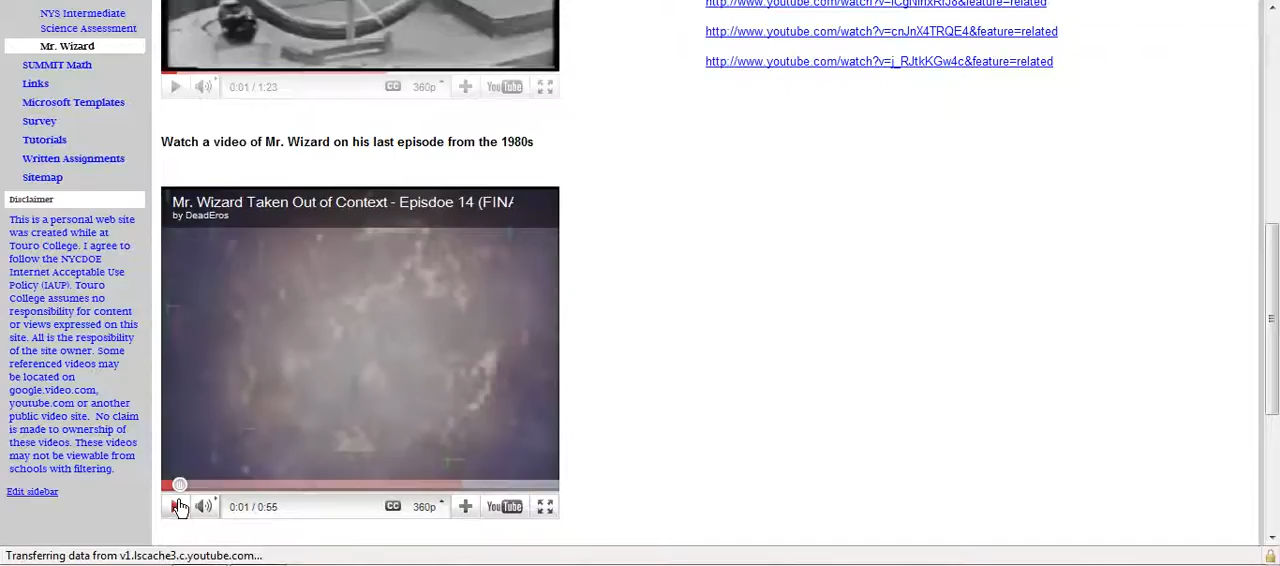 NYS Intermediate
Science Assessment
Mr. Wizard
SUMMIT Math
Links
Microsoft Templates
Survey
Tutorials
Written Assignments
Sitemap
Disclaimer
This is a personal web site
was created while at
Touro College. I agree to
follow the NYCDOE
Internet Acceptable Use
Policy (IAUP). Touro
College assumes no
responsibility for content
or views expressed on this
site. All is the resposibility
of the site owner. Some
referenced videos may
be located on
google.video.com,
youtube.com or another
public video site. No claim
is made to ownership of
these videos. These videos
may not be viewable from
schools with filtering.
Edit sidebar
0:01 / 1:23
CC
360p
YouTube
Watch a video of Mr. Wizard on his last episode from the 1980s
Mr. Wizard Taken Out of Context - Episdoe 14 (FINA
by DeadEros
0:01 / 0:55
CC
360p
YouTube
http://www.youtube.com/watch?v=cnJnX4TRQE4&feature=related
http://www.youtube.com/watch?v=j_RJtkKGw4c&feature=related
Transferring data from v1.lscache3.c.youtube.com...